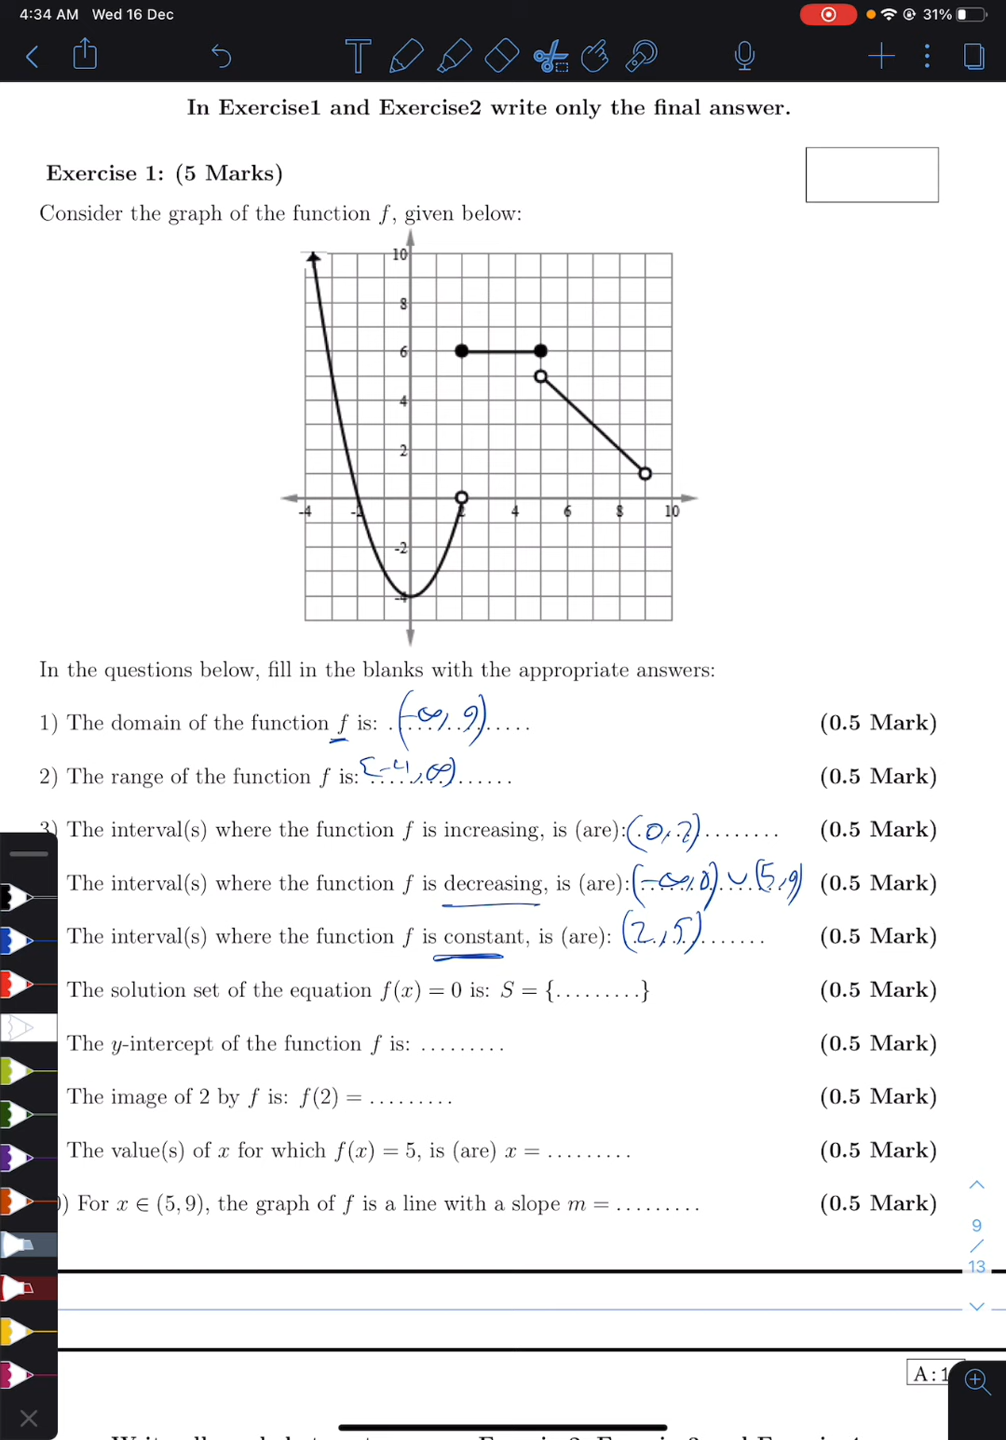 4:34 AM Wed 16 Dec 31%
In Exercise1 and Exercise2 write only the final answer.
Exercise 1: (5 Marks)
Consider the graph of the function f, given below:
10
8
6
4
2
-4 -2 2 4 6 8 10
-2
-4
In the questions below, fill in the blanks with the appropriate answers:
1) The domain of the function f is: (-∞, 9) (0.5 Mark)
2) The range of the function f is: [-4, ∞) (0.5 Mark)
3) The interval(s) where the function f is increasing, is (are): (0, 2) (0.5 Mark)
The interval(s) where the function f is decreasing, is (are): (-∞, 0) ∪ (5, 9) (0.5 Mark)
The interval(s) where the function f is constant, is (are): (2, 5) (0.5 Mark)
The solution set of the equation f(x) = 0 is: S = {.........} (0.5 Mark)
The y-intercept of the function f is: ......... (0.5 Mark)
The image of 2 by f is: f(2) = ......... (0.5 Mark)
The value(s) of x for which f(x) = 5, is (are) x = ......... (0.5 Mark)
) For x ∈ (5, 9), the graph of f is a line with a slope m = ......... (0.5 Mark)
9
/
13
A:1